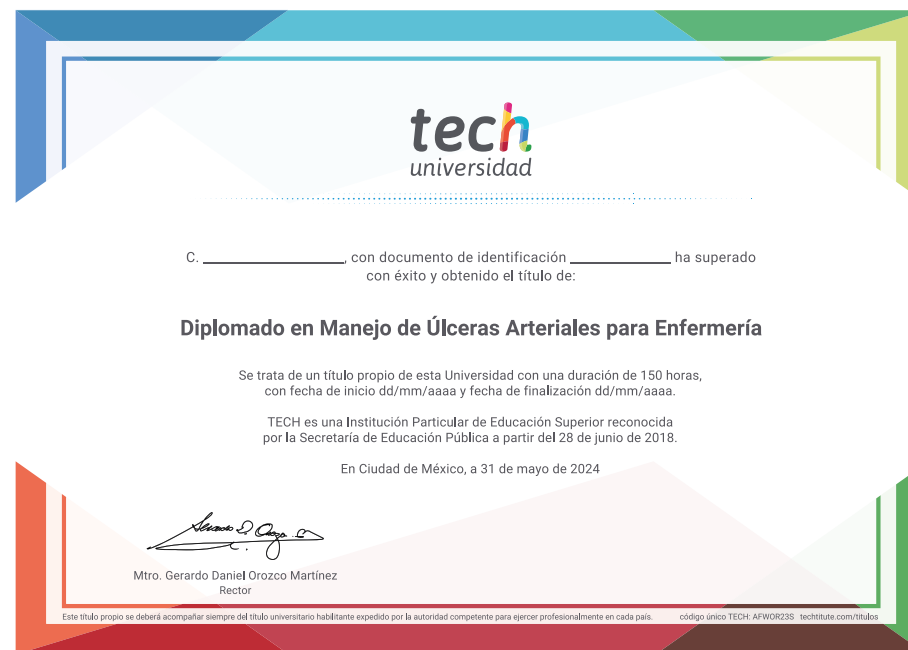 tech
universidad
C. ____________________, con documento de identificación ______________ ha superado
con éxito y obtenido el título de:
Diplomado en Manejo de Úlceras Arteriales para Enfermería
Se trata de un título propio de esta Universidad con una duración de 150 horas,
con fecha de inicio dd/mm/aaaa y fecha de finalización dd/mm/aaaa.
TECH es una Institución Particular de Educación Superior reconocida
por la Secretaría de Educación Pública a partir del 28 de junio de 2018.
En Ciudad de México, a 31 de mayo de 2024
Mtro. Gerardo Daniel Orozco Martínez
Rector
Este título propio se deberá acompañar siempre del título universitario habilitante expedido por la autoridad competente para ejercer profesionalmente en cada país. código único TECH: AFWOR23S techtitute.com/titulos